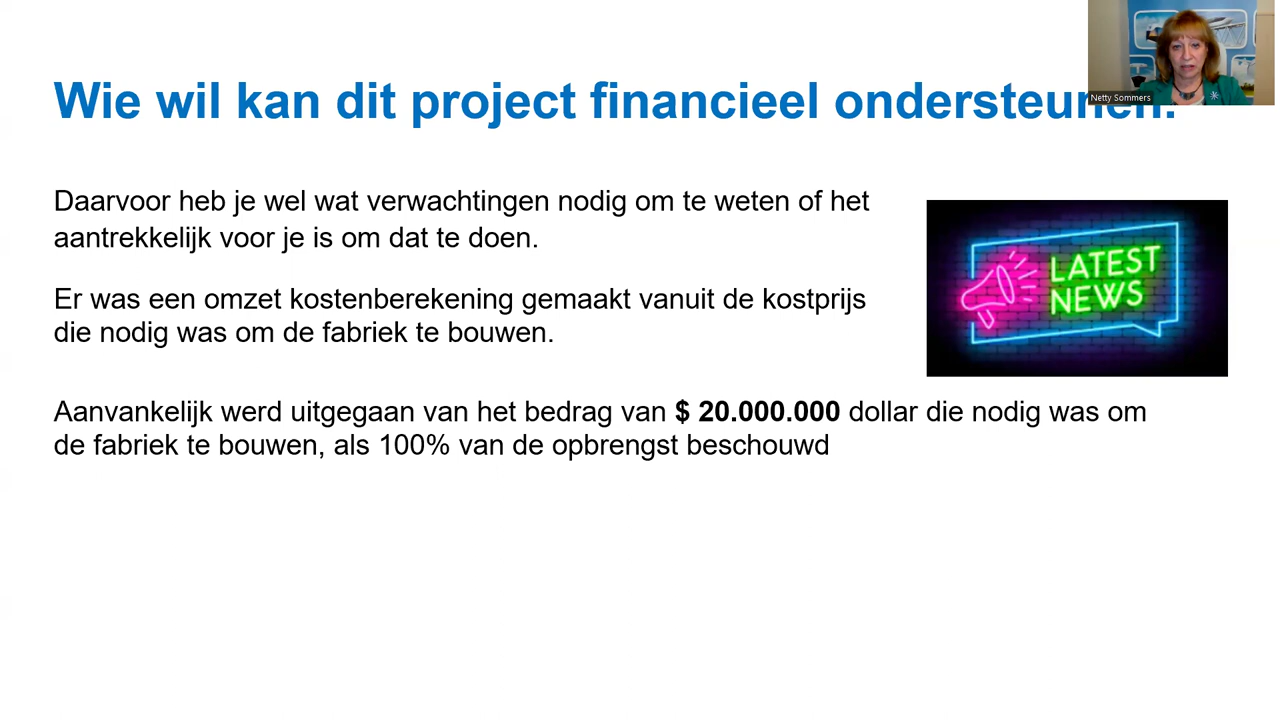 Wie wil kan dit project financieel ondersteunen.
Netty Sommers
Daarvoor heb je wel wat verwachtingen nodig om te weten of het
aantrekkelijk voor je is om dat te doen.
LATEST
NEWS
Er was een omzet kostenberekening gemaakt vanuit de kostprijs
die nodig was om de fabriek te bouwen.
Aanvankelijk werd uitgegaan van het bedrag van $ 20.000.000 dollar die nodig was om
de fabriek te bouwen, als 100% van de opbrengst beschouwd